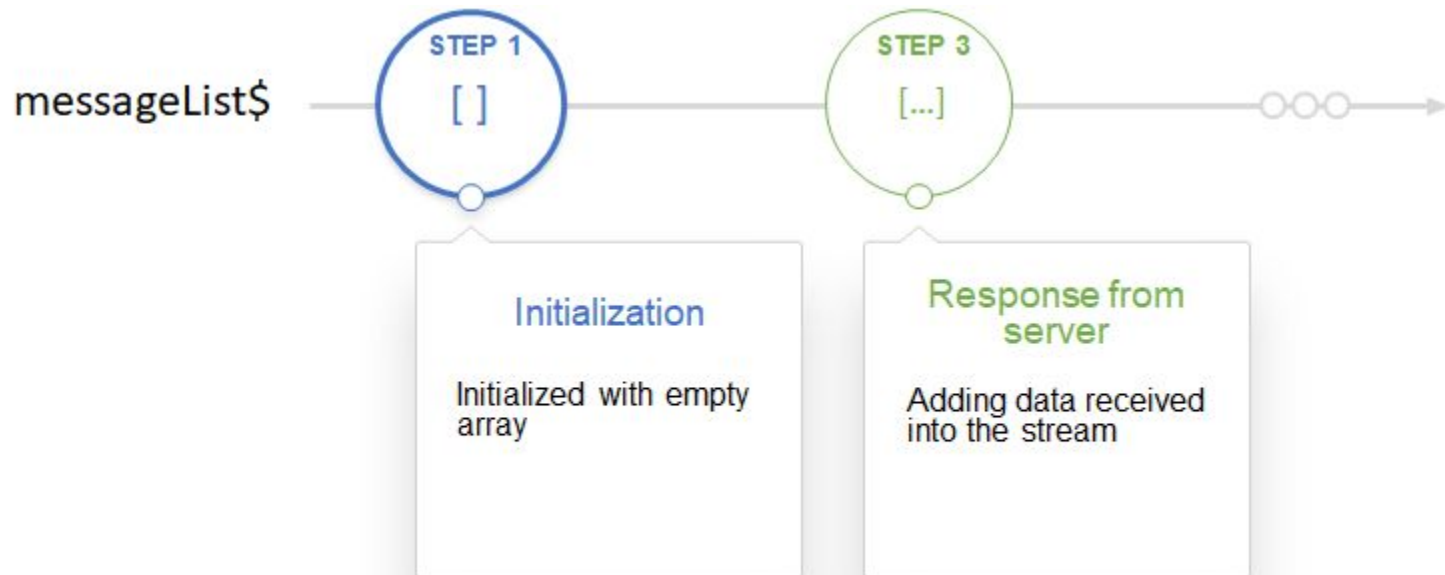 messageList$
STEP 1
[ ]
STEP 3
[...]
Initialization
Initialized with empty
array
Response from
server
Adding data received
into the stream